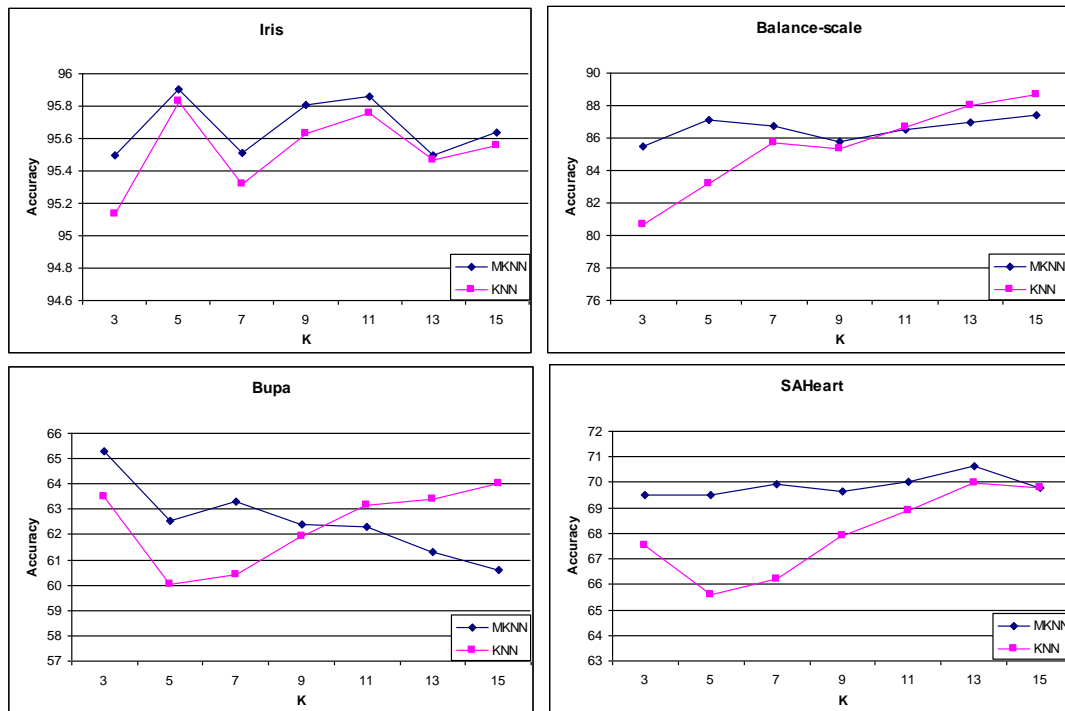 Iris
96
95.8
95.6
95.4
95.2
95
94.8
94.6
Accuracy
3 5 7 9 11 13 15
K
MKNN
KNN
Balance-scale
90
88
86
84
82
80
78
76
Accuracy
3 5 7 9 11 13 15
K
MKNN
KNN
Bupa
66
65
64
63
62
61
60
59
58
57
Accuracy
3 5 7 9 11 13 15
K
MKNN
KNN
SAHeart
72
71
70
69
68
67
66
65
64
63
Accuracy
3 5 7 9 11 13 15
K
MKNN
KNN